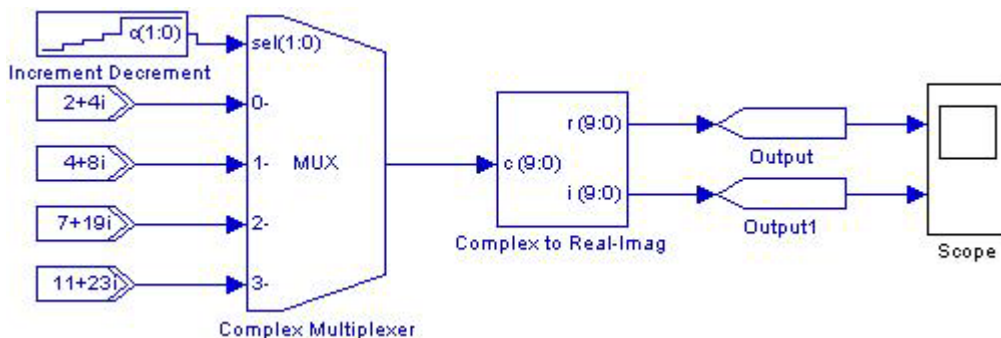 c(1:0)
Increment Decrement
2+4i
4+8i
7+19i
11+23i
sel(1:0)
0-
1-
MUX
2-
3-
Complex Multiplexer
c (9:0)
r (9:0)
i (9:0)
Complex to Real-Imag
Output
Output1
Scope